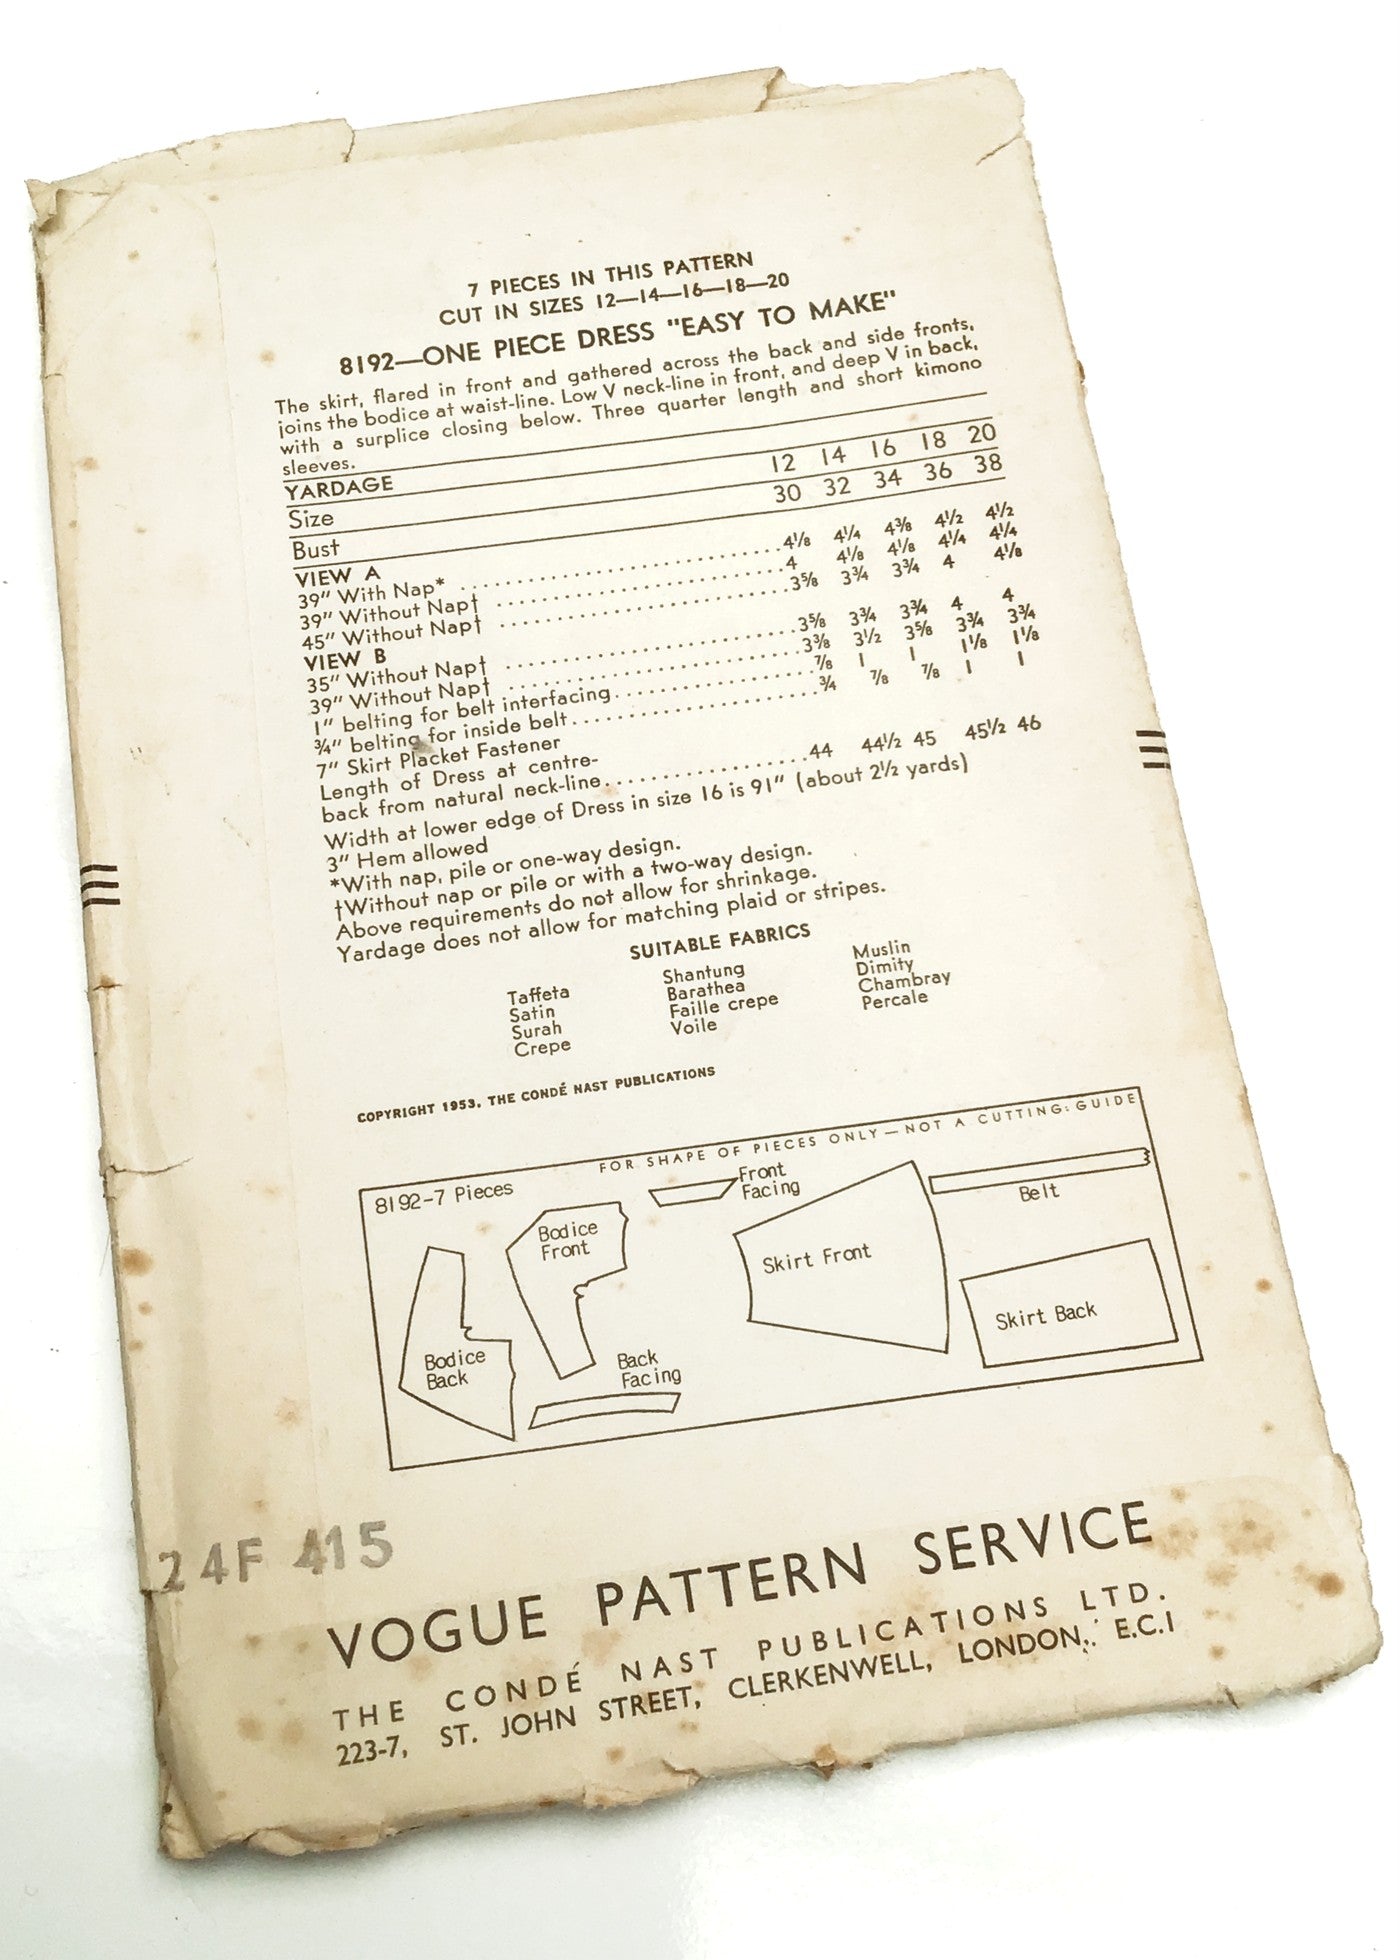 7 PIECES IN THIS PATTERN
CUT IN SIZES 12—14—16—18—20
8192—ONE PIECE DRESS "EASY TO MAKE"
The skirt, flared in front and gathered across the back and side fronts,
joins the bodice at waist-line. Low V neck-line in front, and deep V in back,
with a surplice closing below. Three quarter length and short kimono
sleeves.
YARDAGE
Size 12 14 16 18 20
Bust 30 32 34 36 38
VIEW A
39" With Nap* 4⅛ 4¼ 4⅜ 4½ 4½
39" Without Nap† 4 4⅛ 4⅛ 4¼ 4¼
45" Without Nap† 3⅝ 3¾ 3¾ 4 4⅛
VIEW B
35" Without Nap† 3⅝ 3¾ 3¾ 4 4
39" Without Nap† 3⅜ 3½ 3⅝ 3¾ 3¾
1" belting for belt interfacing ⅞ 1 1 1⅛ 1⅛
¾" belting for inside belt ¾ ⅞ ⅞ 1 1
7" Skirt Placket Fastener
Length of Dress at centre-
back from natural neck-line 44 44½ 45 45½ 46
Width at lower edge of Dress in size 16 is 91" (about 2½ yards)
3" Hem allowed
*With nap, pile or one-way design.
†Without nap or pile or with a two-way design.
Above requirements do not allow for shrinkage.
Yardage does not allow for matching plaid or stripes.
SUITABLE FABRICS
Taffeta Shantung Muslin
Satin Barathea Dimity
Surah Faille crepe Chambray
Crepe Voile Percale
COPYRIGHT 1953, THE CONDÉ NAST PUBLICATIONS
FOR SHAPE OF PIECES ONLY—NOT A CUTTING GUIDE
8192-7 Pieces
Front
Facing
Belt
Bodice
Front
Skirt Front
Skirt Back
Bodice
Back
Back
Facing
24F 415
VOGUE PATTERN SERVICE
THE CONDÉ NAST PUBLICATIONS LTD.
223-7, ST. JOHN STREET, CLERKENWELL, LONDON, E.C.1